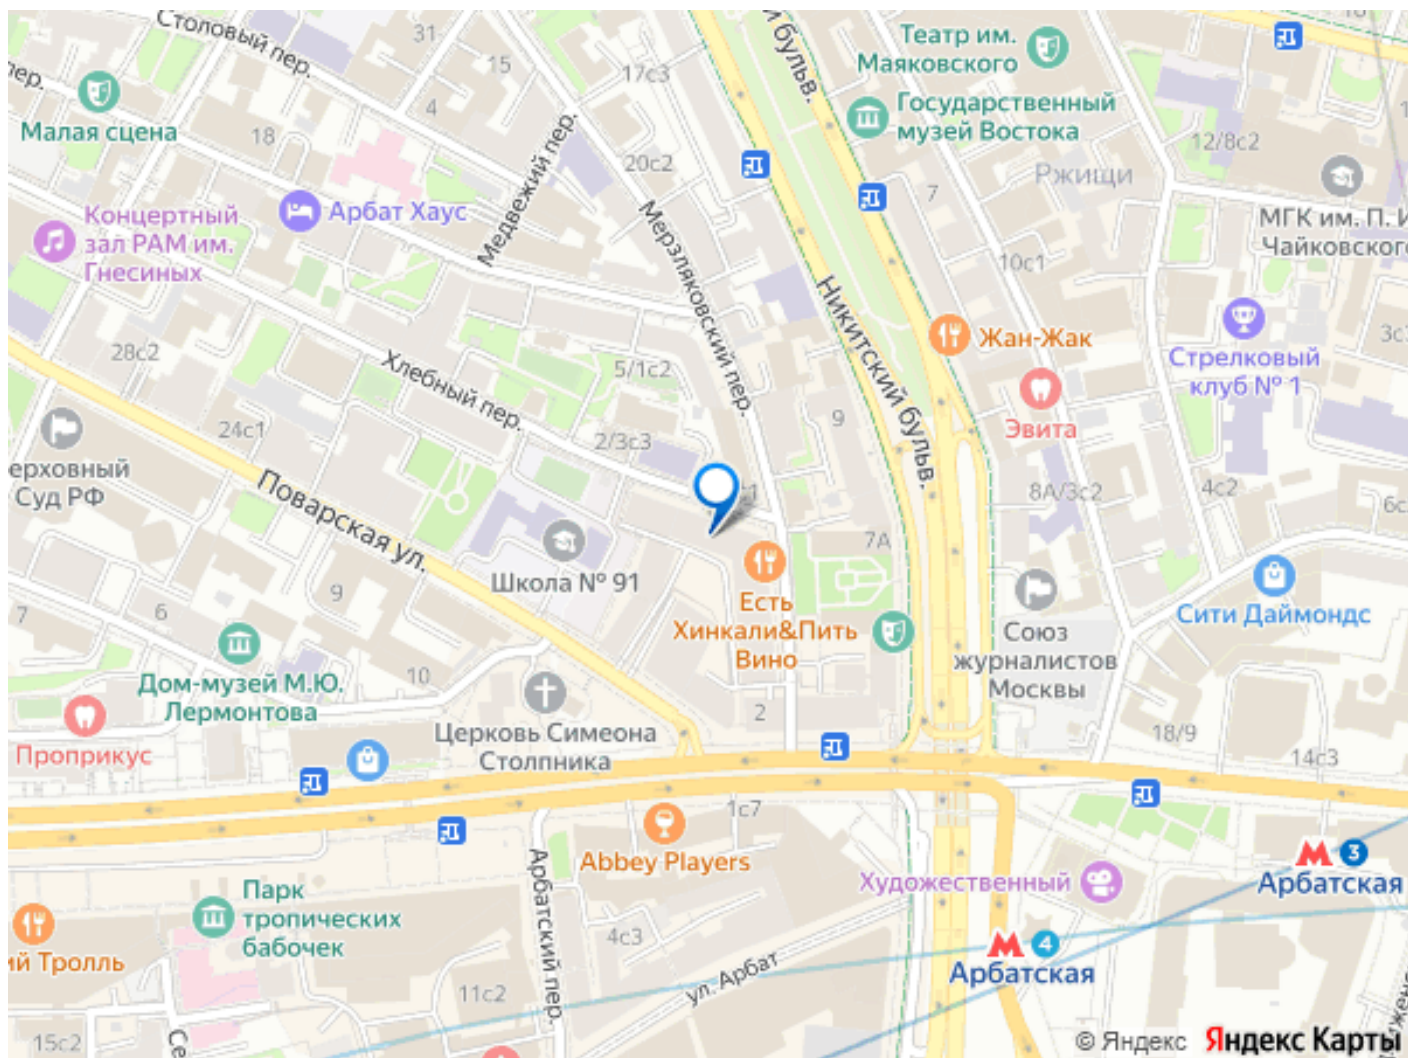 Столовый пер.
31
15
17с3
й бульв.
Театр им.
Маяковского
Государственный
музей Востока
12/8с2
Ржищи
МГК им. П. И
Чайковского
пер.
Малая сцена
18
4
Медвежий пер.
20с2
7
Концертный
зал РАМ им.
Гнесиных
Арбат Хаус
Мерзляковский пер.
Никитский бульв.
10с1
Жан-Жак
Стрелковый
клуб № 1
3с
28с2
Хлебный пер.
5/1с2
9
Эвита
24с1
2/3с3
ерховный
Суд РФ
Поварская ул.
8А/3с2
4с2
6с
Школа № 91
7А
9
6
7
Есть
Хинкали&Пить
Вино
Союз
журналистов
Москвы
Сити Даймондс
Дом-музей М.Ю.
Лермонтова
10
2
18/9
14с3
Проприкус
Церковь Симеона
Столпника
1с7
Abbey Players
Арбатский пер.
Художественный
3
Арбатская
Парк
тропических
бабочек
4с3
4
Арбатская
ий Тролль
ул. Арбат
11с2
15с2
Се
© Яндекс Яндекс Карты